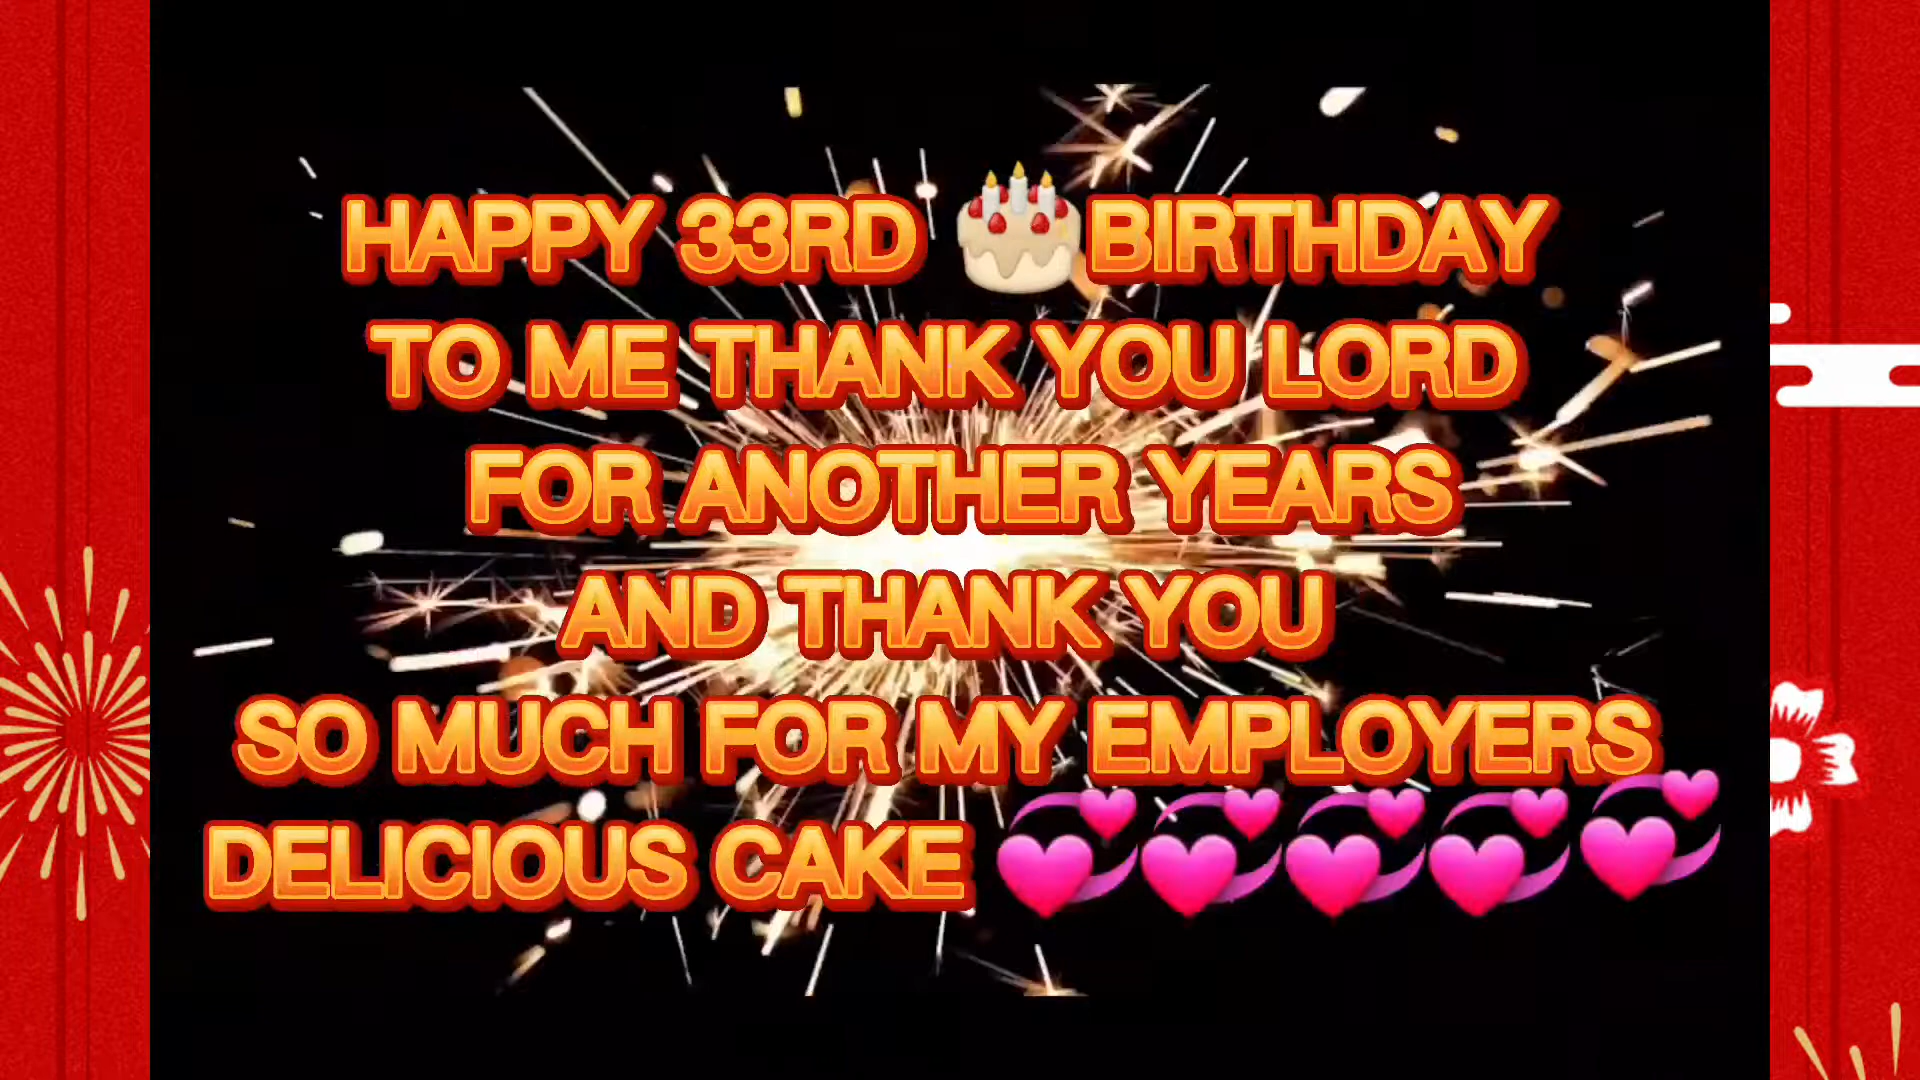 HAPPY 33RD 🎂BIRTHDAY
TO ME THANK YOU LORD
FOR ANOTHER YEARS
AND THANK YOU
SO MUCH FOR MY EMPLOYERS
DELICIOUS CAKE 💞💞💞💞💞